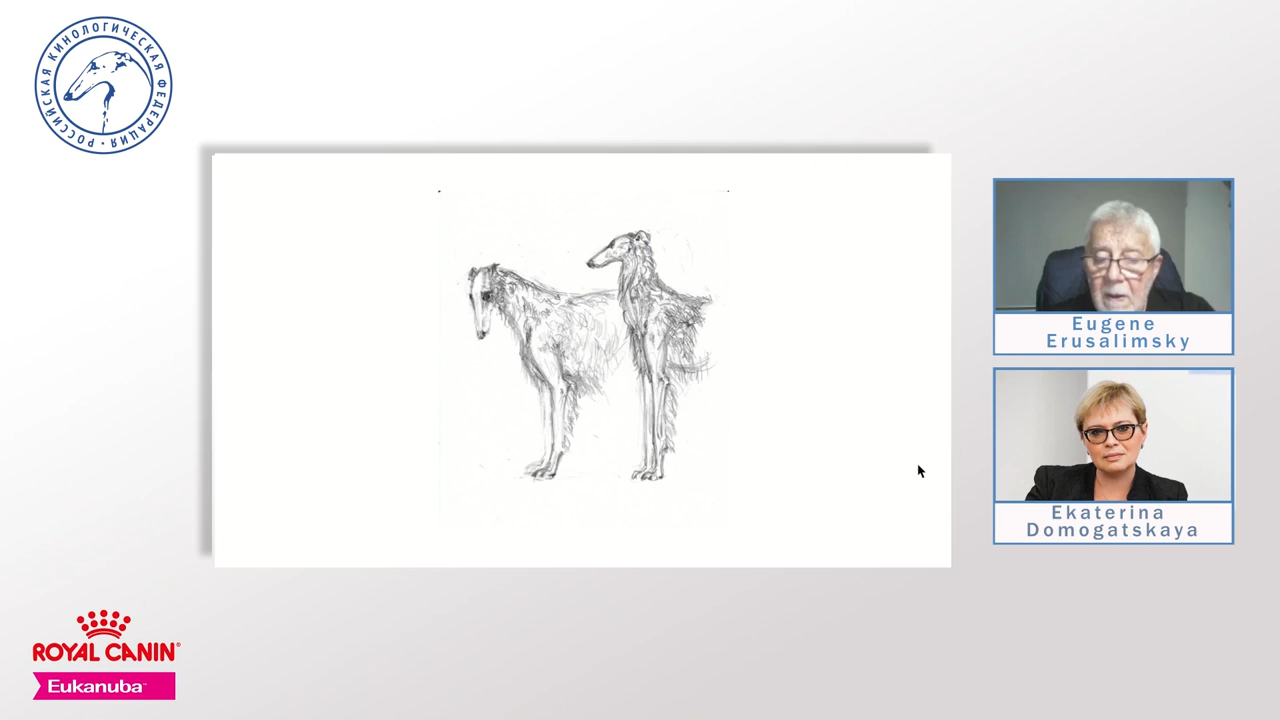 РОССИЙСКАЯ КИНОЛОГИЧЕСКАЯ ФЕДЕРАЦИЯ
Eugene
Erusalimsky
Ekaterina
Domogatskaya
ROYAL CANIN
Eukanuba